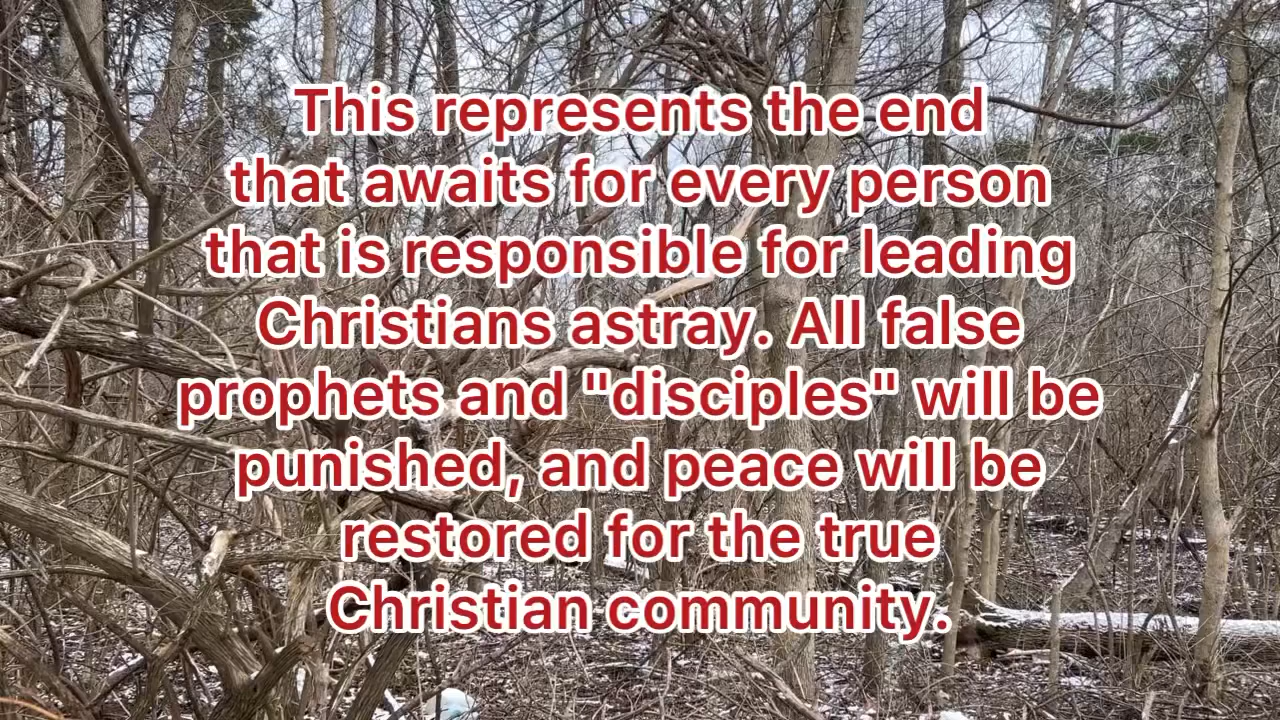 This represents the end
that awaits for every person
that is responsible for leading
Christians astray. All false
prophets and "disciples" will be
punished, and peace will be
restored for the true
Christian community.